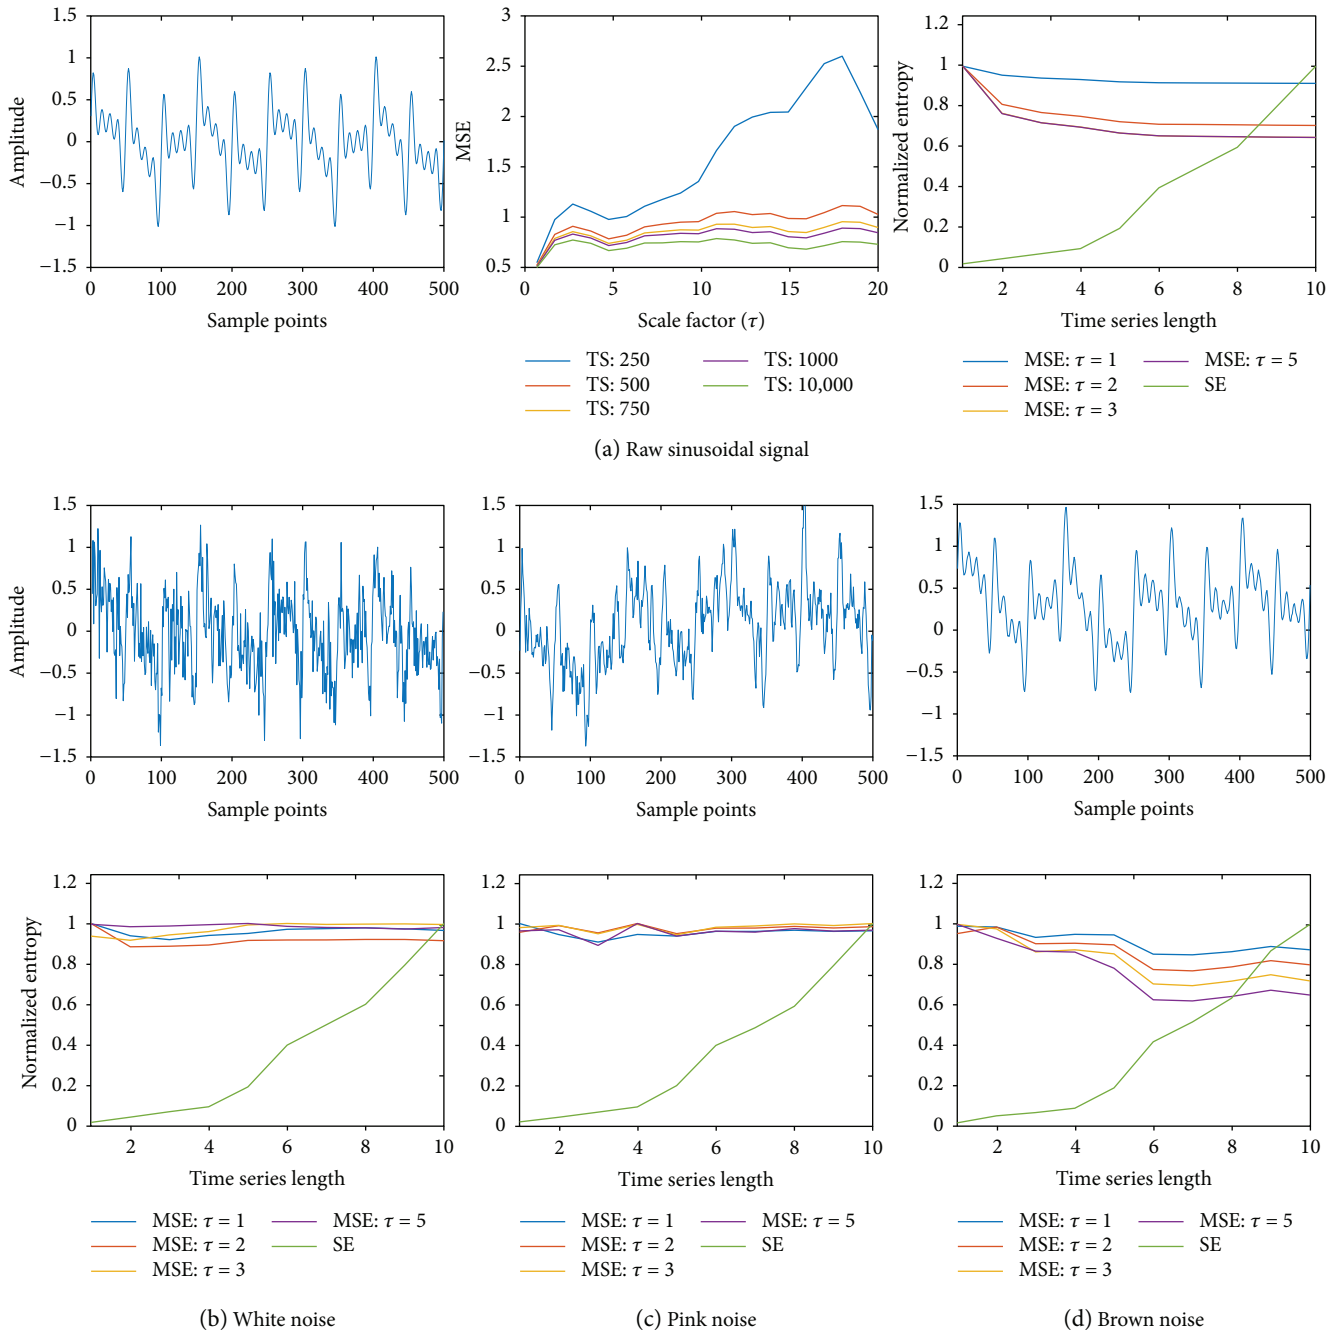 1.5
1
0.5
0
−0.5
−1
−1.5
Amplitude
0 100 200 300 400 500
Sample points
3
2.5
2
1.5
1
0.5
MSE
0 5 10 15 20
Scale factor (τ)
TS: 250
TS: 500
TS: 750
TS: 1000
TS: 10,000
1.2
1
0.8
0.6
0.4
0.2
0
Normalized entropy
2 4 6 8 10
Time series length
MSE: τ = 1
MSE: τ = 2
MSE: τ = 3
MSE: τ = 5
SE
(a) Raw sinusoidal signal
1.5
1
0.5
0
−0.5
−1
−1.5
Amplitude
0 100 200 300 400 500
Sample points
1.5
1
0.5
0
−0.5
−1
−1.5
0 100 200 300 400 500
Sample points
1.5
1
0.5
0
−0.5
−1
−1.5
0 100 200 300 400 500
Sample points
1.2
1
0.8
0.6
0.4
0.2
0
Normalized entropy
2 4 6 8 10
Time series length
MSE: τ = 1
MSE: τ = 2
MSE: τ = 3
MSE: τ = 5
SE
(b) White noise
1.2
1
0.8
0.6
0.4
0.2
0
2 4 6 8 10
Time series length
MSE: τ = 1
MSE: τ = 2
MSE: τ = 3
MSE: τ = 5
SE
(c) Pink noise
1.2
1
0.8
0.6
0.4
0.2
0
2 4 6 8 10
Time series length
MSE: τ = 1
MSE: τ = 2
MSE: τ = 3
MSE: τ = 5
SE
(d) Brown noise